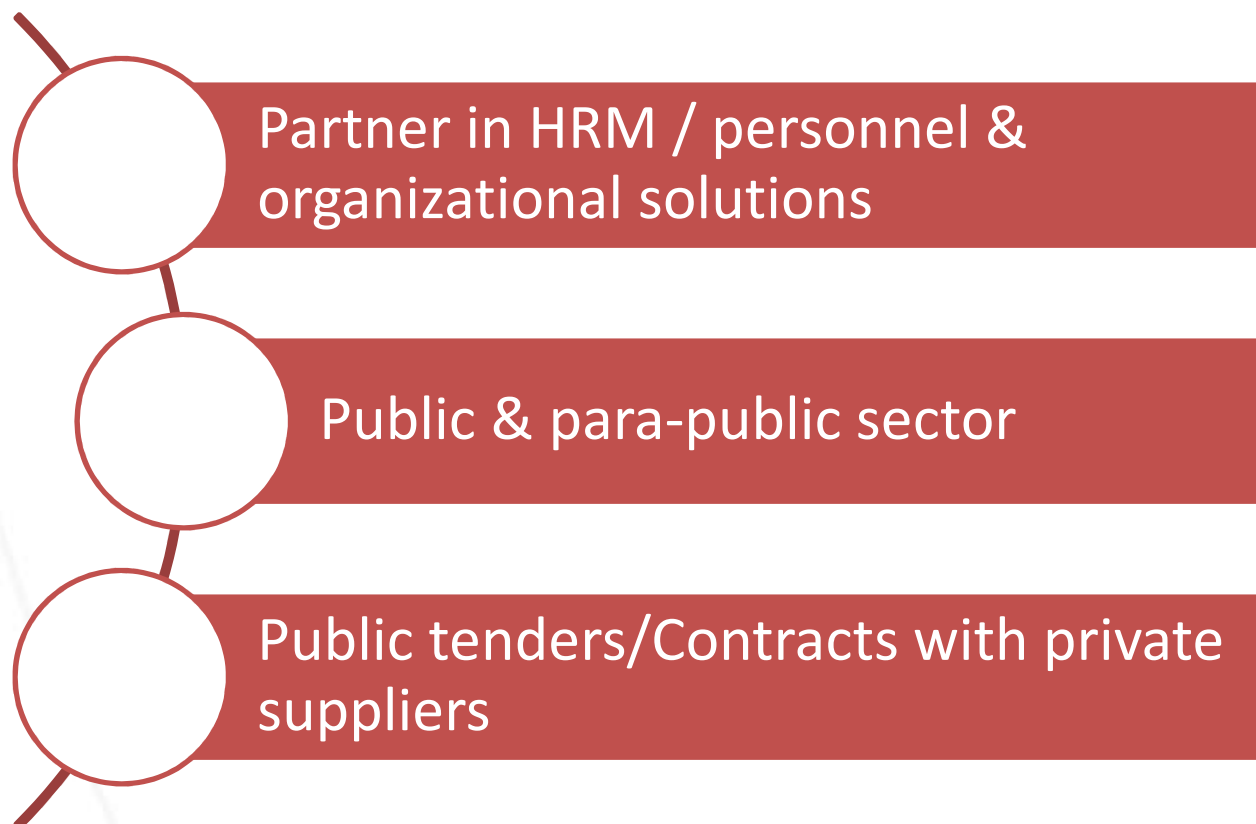 Partner in HRM / personnel &
organizational solutions
Public & para-public sector
Public tenders/Contracts with private
suppliers